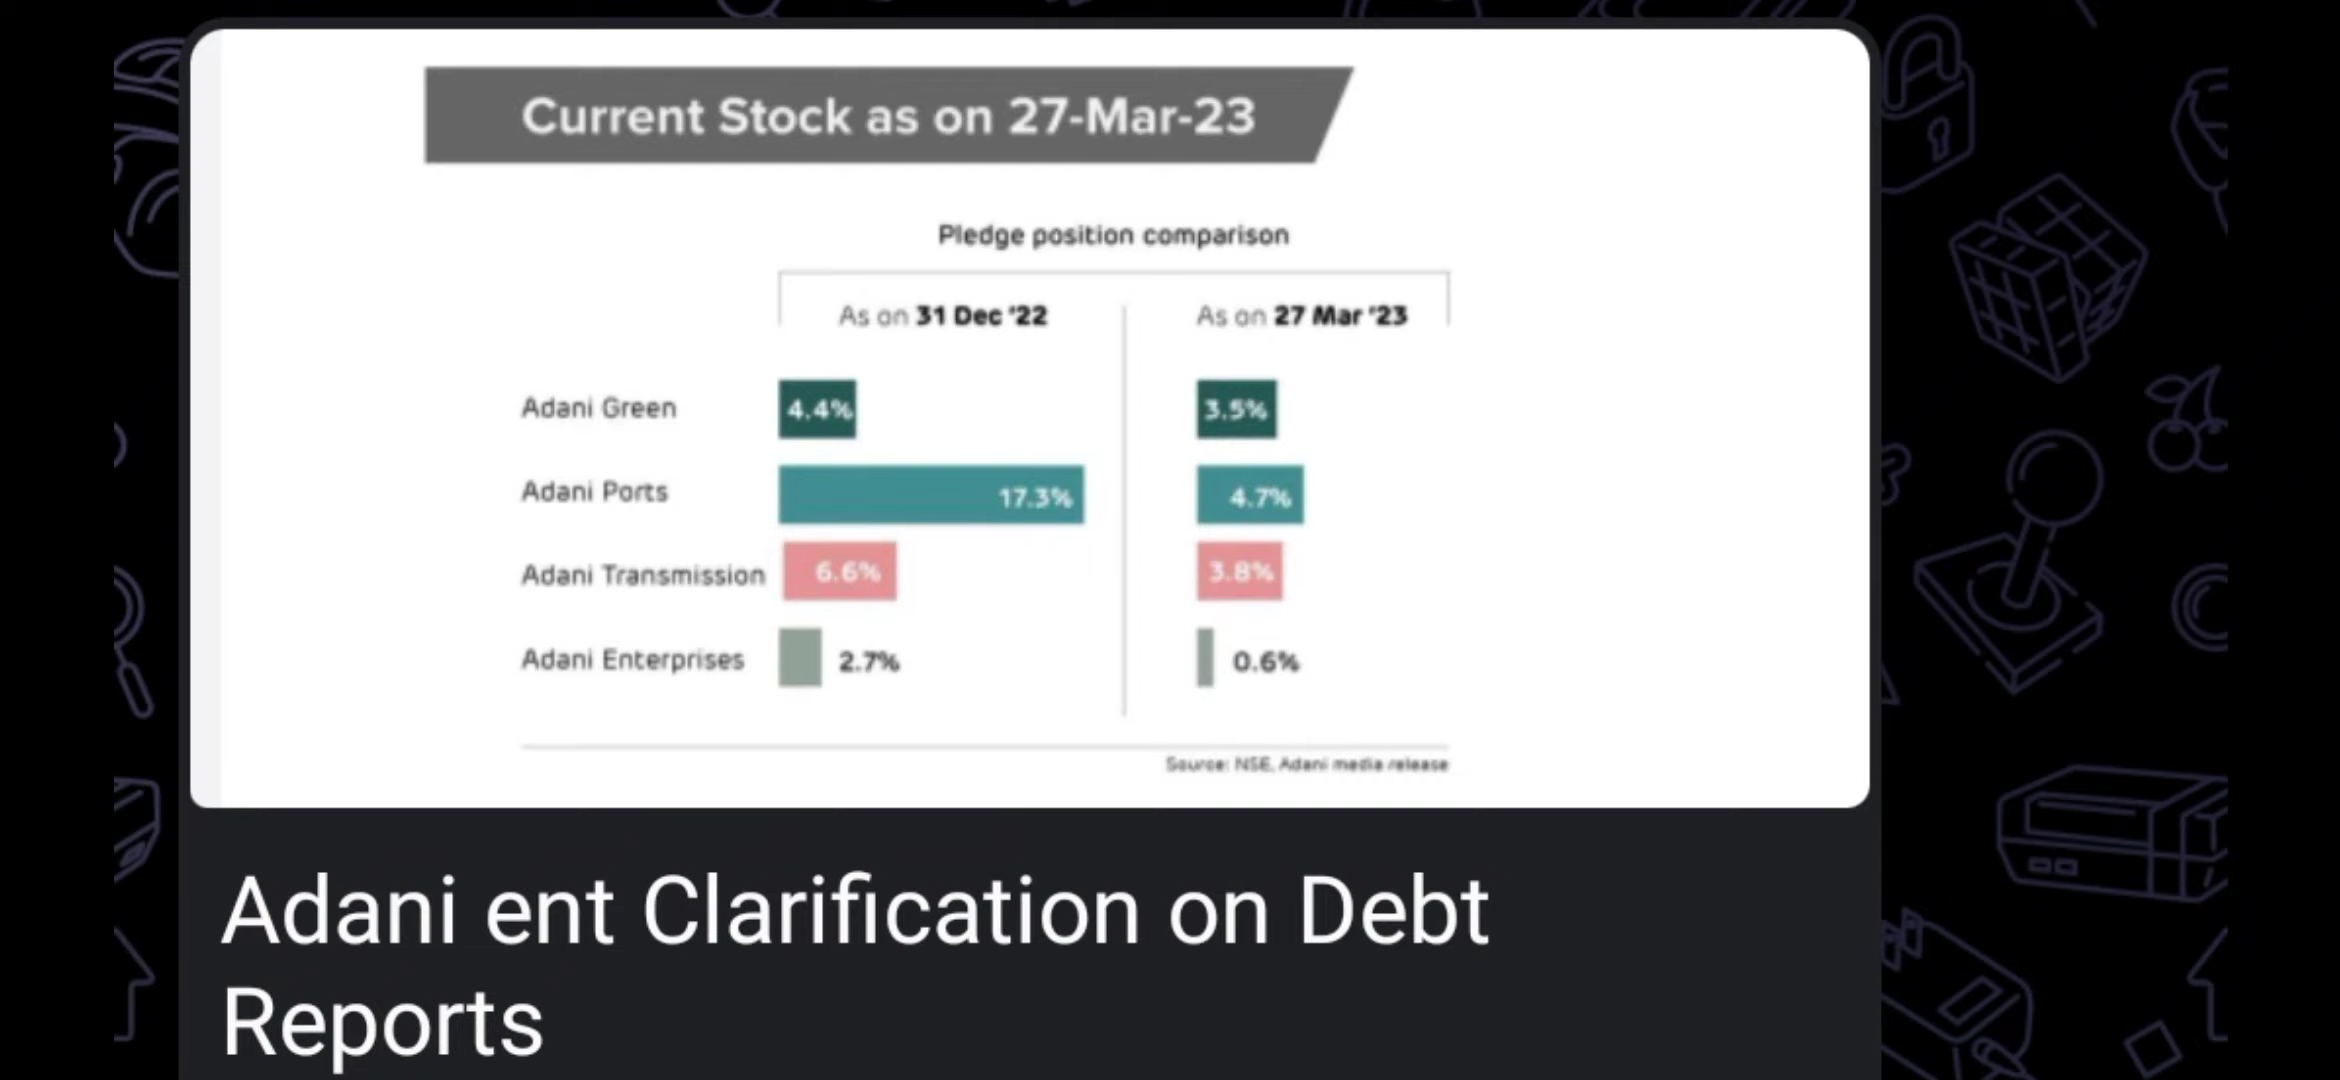 Current Stock as on 27-Mar-23
Pledge position comparison
As on 31 Dec '22
As on 27 Mar '23
Adani Green 4.4% 3.5%
Adani Ports 17.3% 4.7%
Adani Transmission 6.6% 3.8%
Adani Enterprises 2.7% 0.6%
Source: NSE, Adani media release
Adani ent Clarification on Debt
Reports